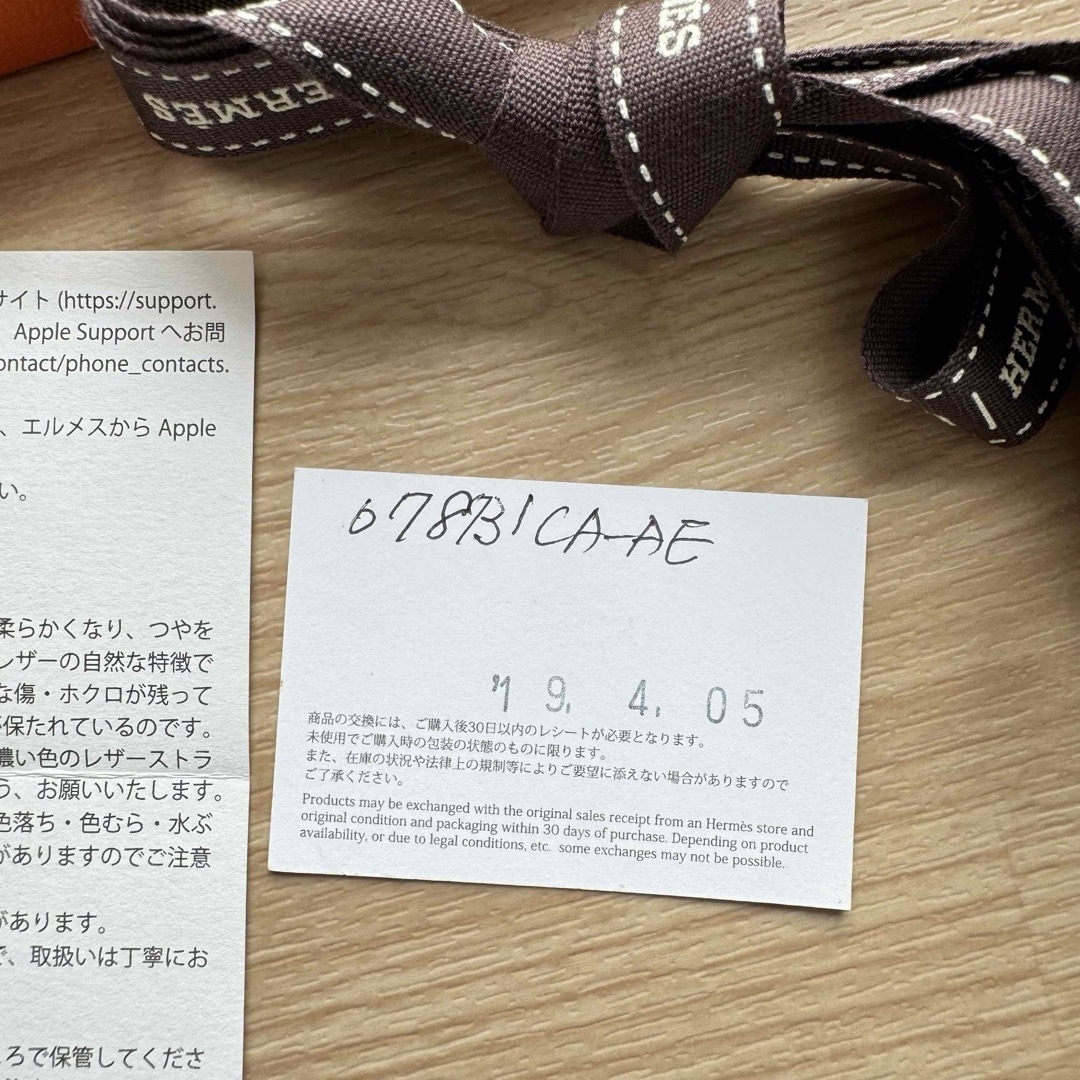 HERMÈS
ÈS
HERM
サイト (https://support.
Apple Support へお問
ontact/phone_contacts.
、エルメスから Apple
い。
柔らかくなり、つやを
レザーの自然な特徴で
な傷・ホクロが残って
が保たれているのです。
濃い色のレザーストラ
う、お願いいたします。
色落ち・色むら・水ぶ
がありますのでご注意
があります。
で、取扱いは丁寧にお
ころで保管してくださ
078B1CA-AE
'19. 4. 05
商品の交換には、ご購入後30日以内のレシートが必要となります。
未使用でご購入時の包装の状態のものに限ります。
また、在庫の状況や法律上の規制等によりご要望に添えない場合がありますので
ご了承ください。
Products may be exchanged with the original sales receipt from an Hermès store and
original condition and packaging within 30 days of purchase. Depending on product
availability, or due to legal conditions, etc. some exchanges may not be possible.